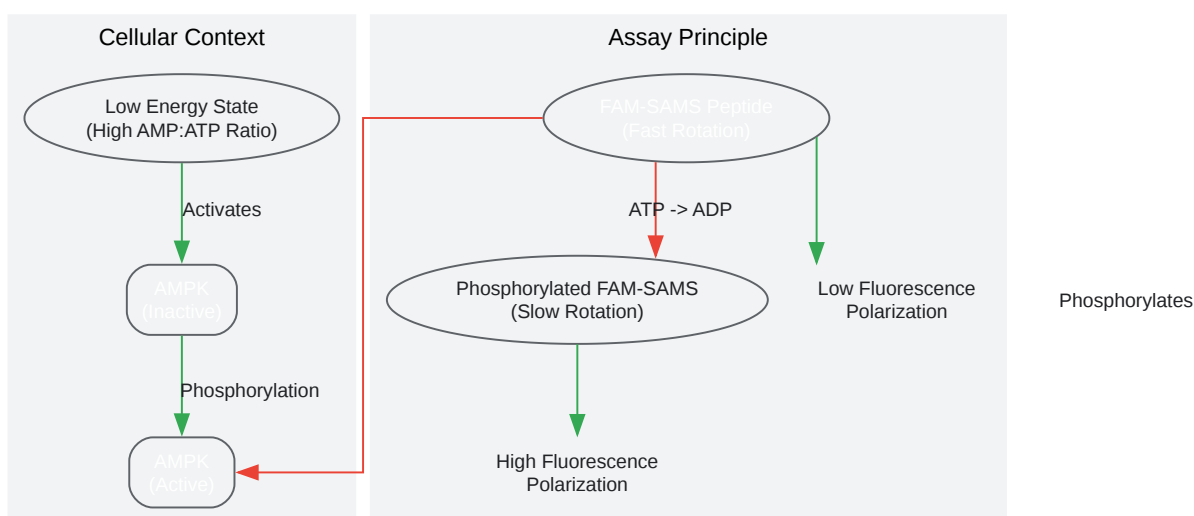 Cellular Context
Low Energy State
(High AMP:ATP Ratio)
Activates
AMPK
(Inactive)
Phosphorylation
AMPK
(Active)
Assay Principle
FAM-SAMS Peptide
(Fast Rotation)
ATP -> ADP
Phosphorylated FAM-SAMS
(Slow Rotation)
Low Fluorescence
Polarization
High Fluorescence
Polarization
Phosphorylates